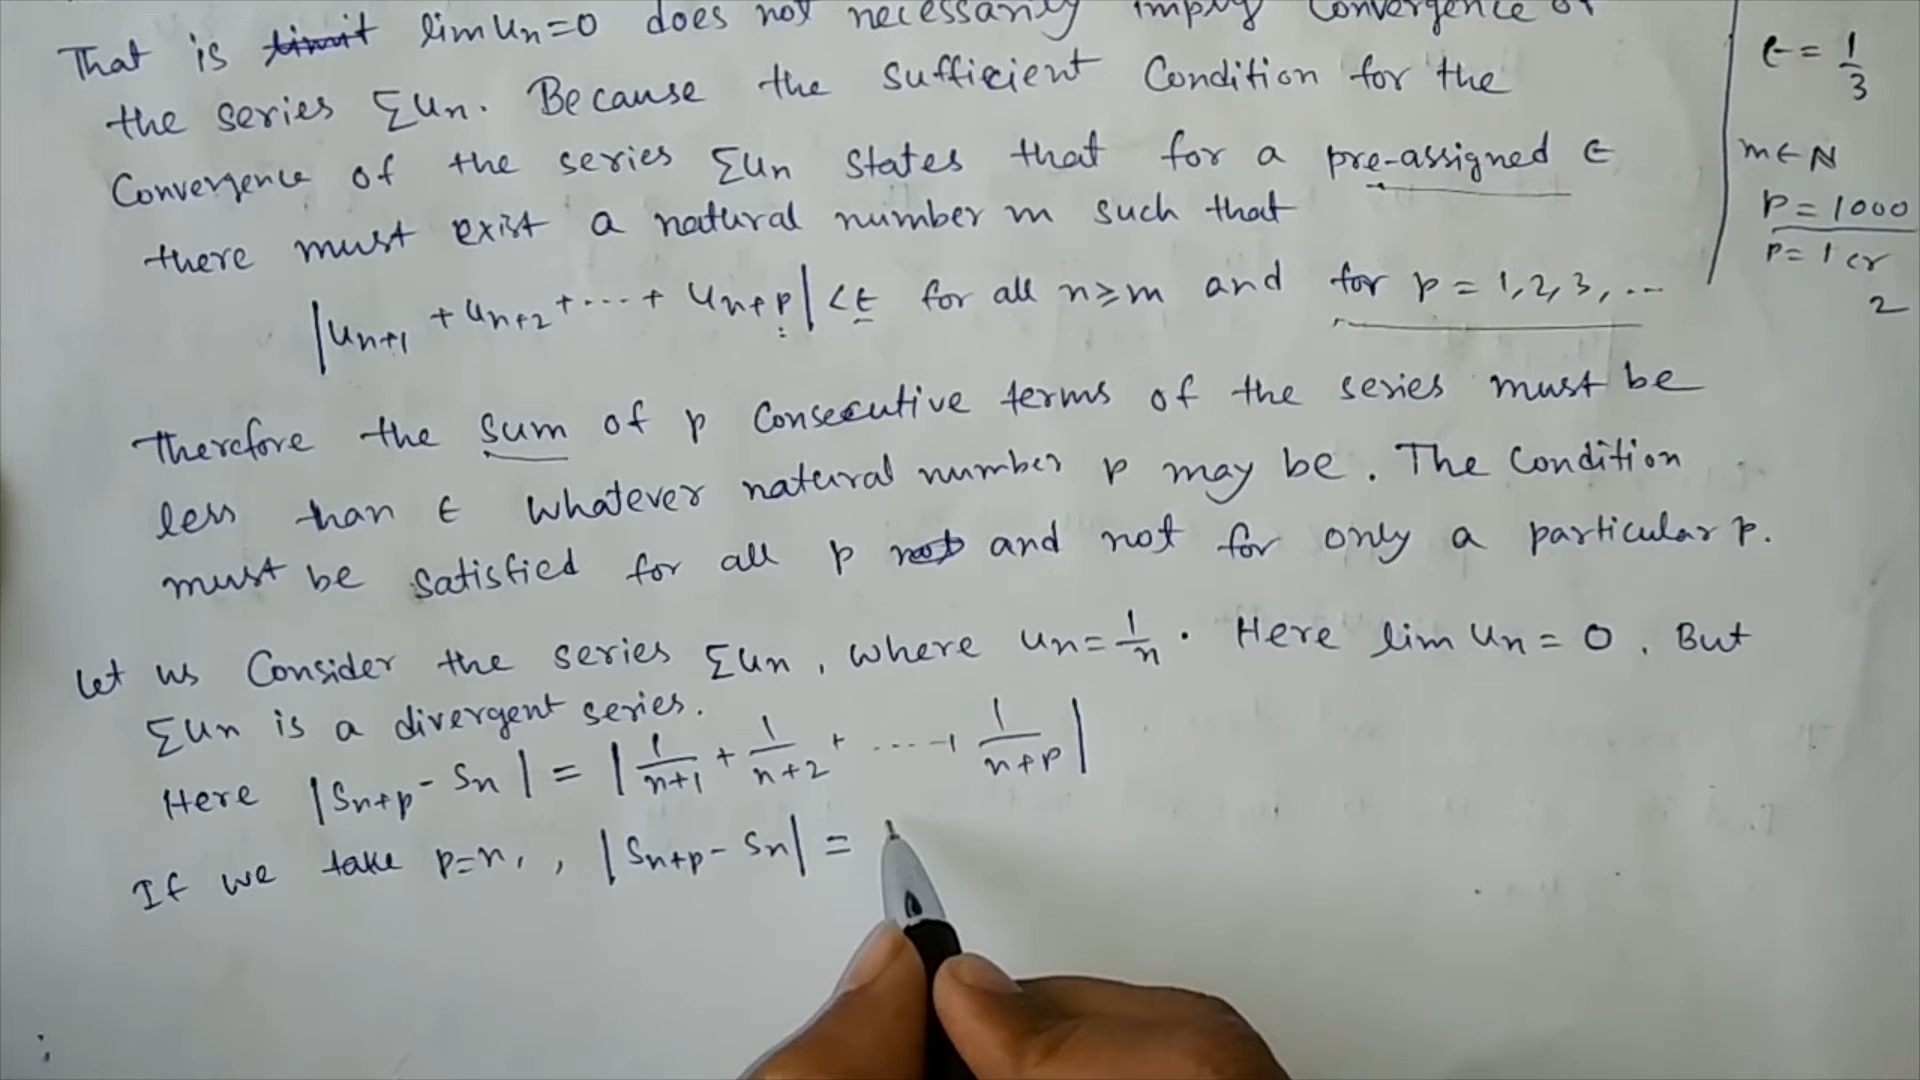 That is limit lim un=0 does not necessarily imply Convergence of
the series Σun. Because the sufficient Condition for the
Convergence of the series Σun states that for a pre-assigned ∈
there must exist a natural number m such that
|un+1 + un+2 + .... + un+p| < ∈ for all n≥m and for p = 1,2,3, ...
Therefore the sum of p Consecutive terms of the series must be
less than ∈ whatever natural number p may be. The Condition
must be satisfied for all p not and not for only a particular p.
Let us Consider the series Σun, where un=1/n. Here lim un = 0. But
Σun is a divergent series.
Here |Sn+p - Sn| = |1/n+1 + 1/n+2 + ....+ 1/n+p|
If we take p=n, , |Sn+p - Sn| =
∈ = 1/3
m∈N
p=1000
p= 1 cr
2